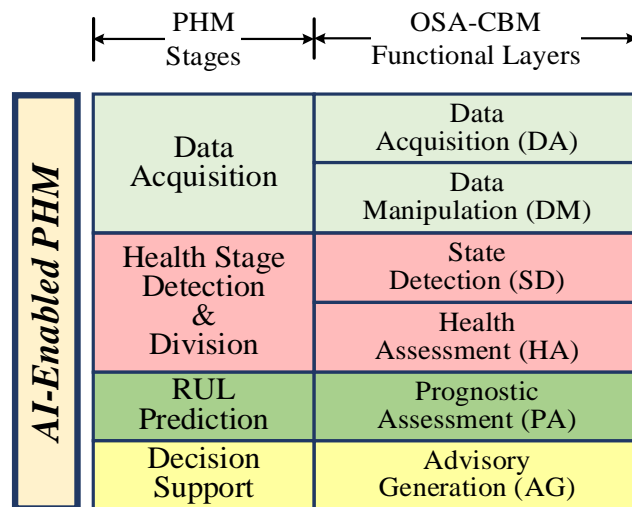 PHM
Stages
OSA-CBM
Functional Layers
AI-Enabled PHM
Data
Acquisition
Data
Acquisition (DA)
Data
Manipulation (DM)
Health Stage
Detection
&
Division
State
Detection (SD)
Health
Assessment (HA)
RUL
Prediction
Prognostic
Assessment (PA)
Decision
Support
Advisory
Generation (AG)